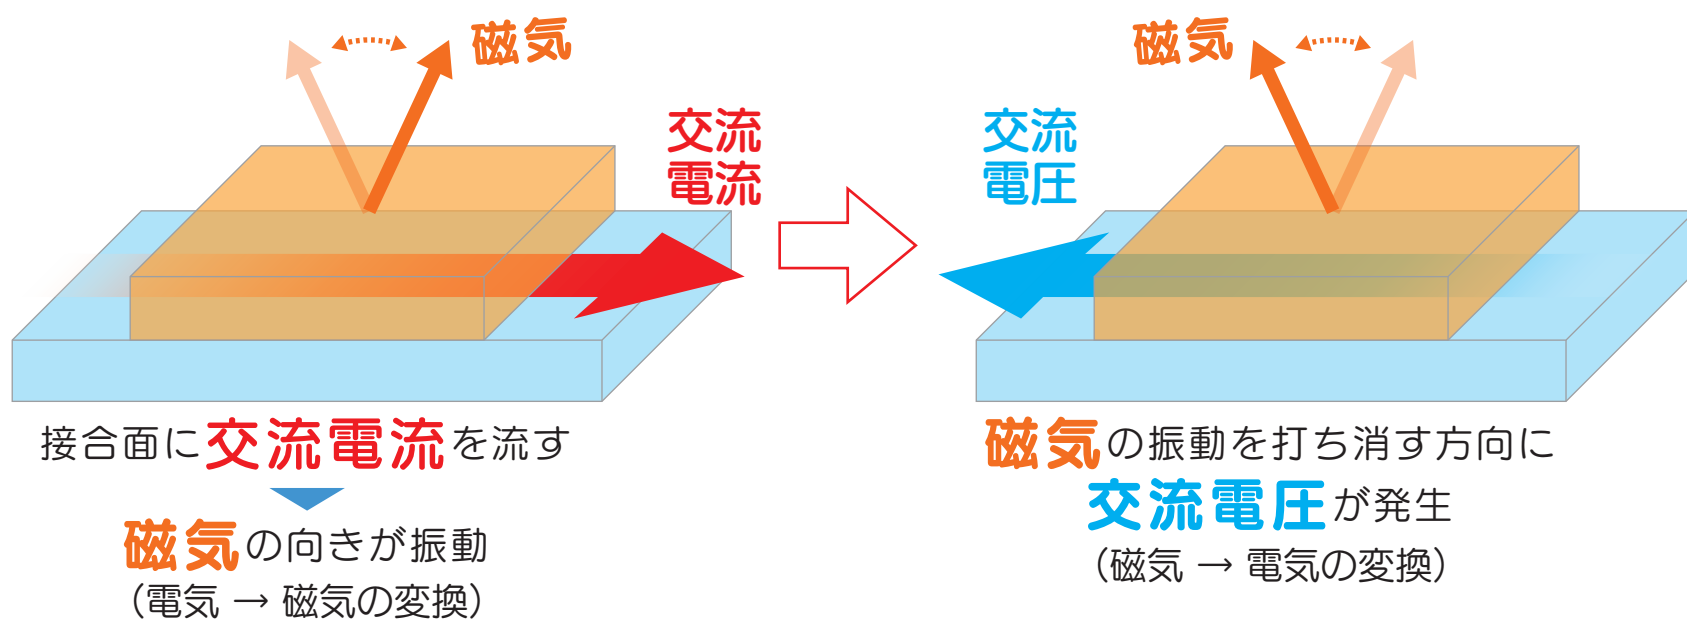 磁気
交流
電流
接合面に交流電流を流す
磁気の向きが振動
（電気 → 磁気の変換）
磁気
交流
電圧
磁気の振動を打ち消す方向に
交流電圧が発生
（磁気 → 電気の変換）